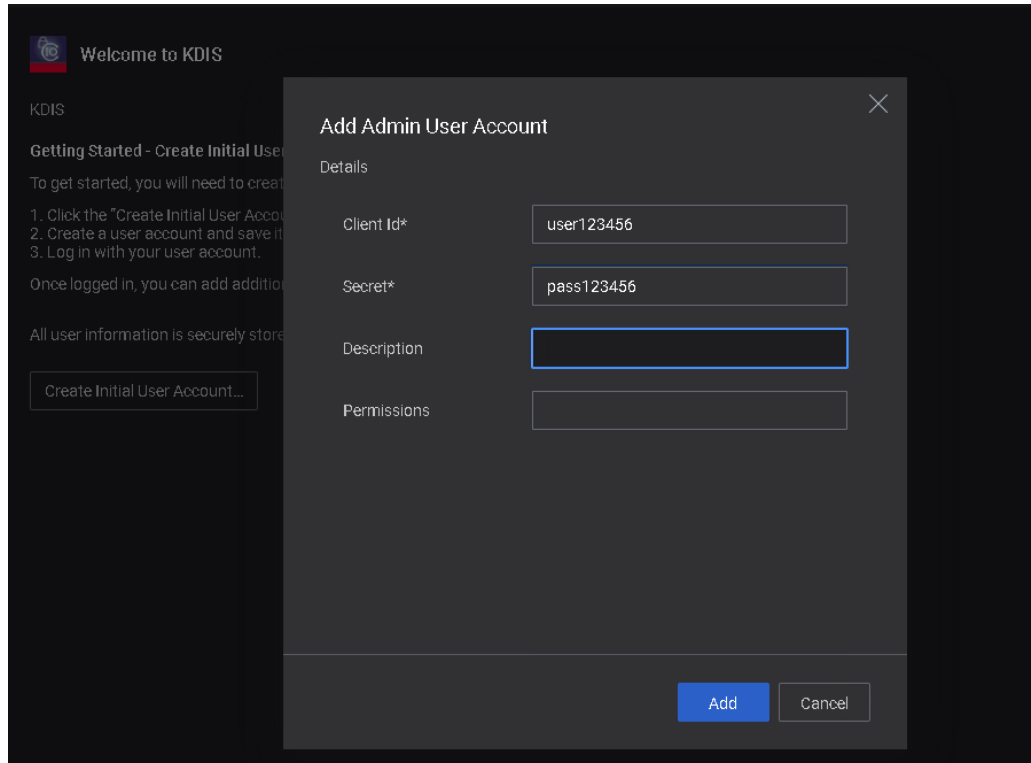 Welcome to KDIS
KDIS
Getting Started - Create Initial User
To get started, you will need to creat
1. Click the "Create Initial User Accou
2. Create a user account and save it
3. Log in with your user account.
Once logged in, you can add additio
All user information is securely store
Create Initial User Account...
Add Admin User Account
Details
Client Id*
user123456
Secret*
pass123456
Description
Permissions
Add
Cancel